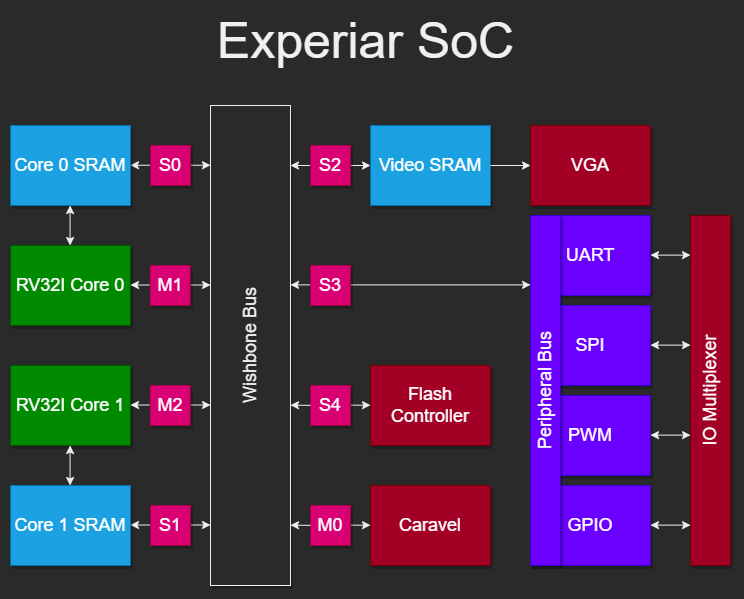 Experiar SoC
Core 0 SRAM
S0
S2
Video SRAM
VGA
RV32I Core 0
M1
Wishbone Bus
S3
Peripheral Bus
UART
SPI
PWM
GPIO
IO Multiplexer
RV32I Core 1
M2
S4
Flash
Controller
Core 1 SRAM
S1
M0
Caravel